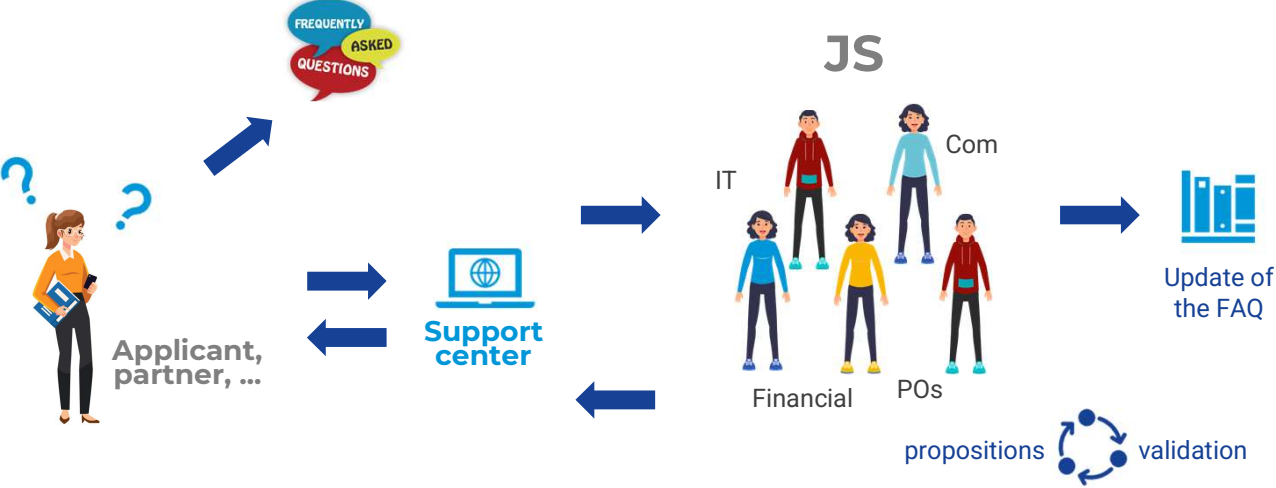 FREQUENTLY
ASKED
QUESTIONS
JS
Com
IT
Update of
the FAQ
Support
center
Applicant,
partner, ...
Financial
POs
propositions
validation